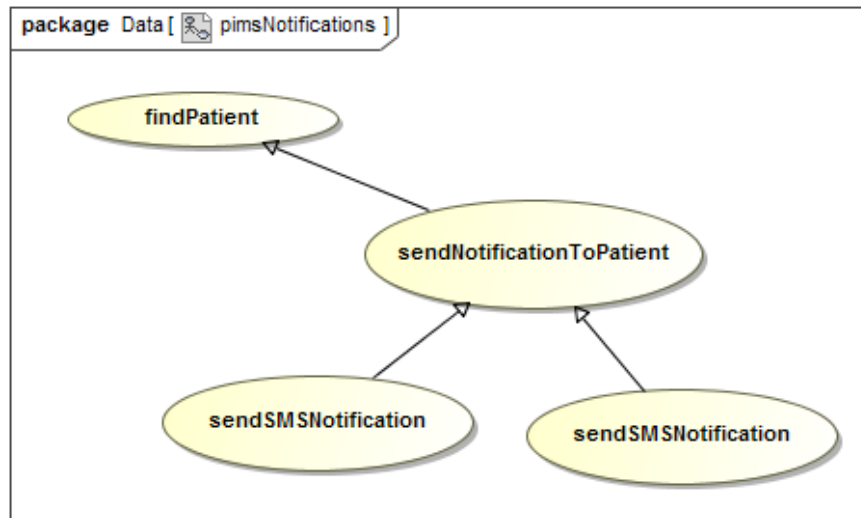 package Data [ pimsNotifications ]
findPatient
sendNotificationToPatient
sendSMSNotification
sendSMSNotification